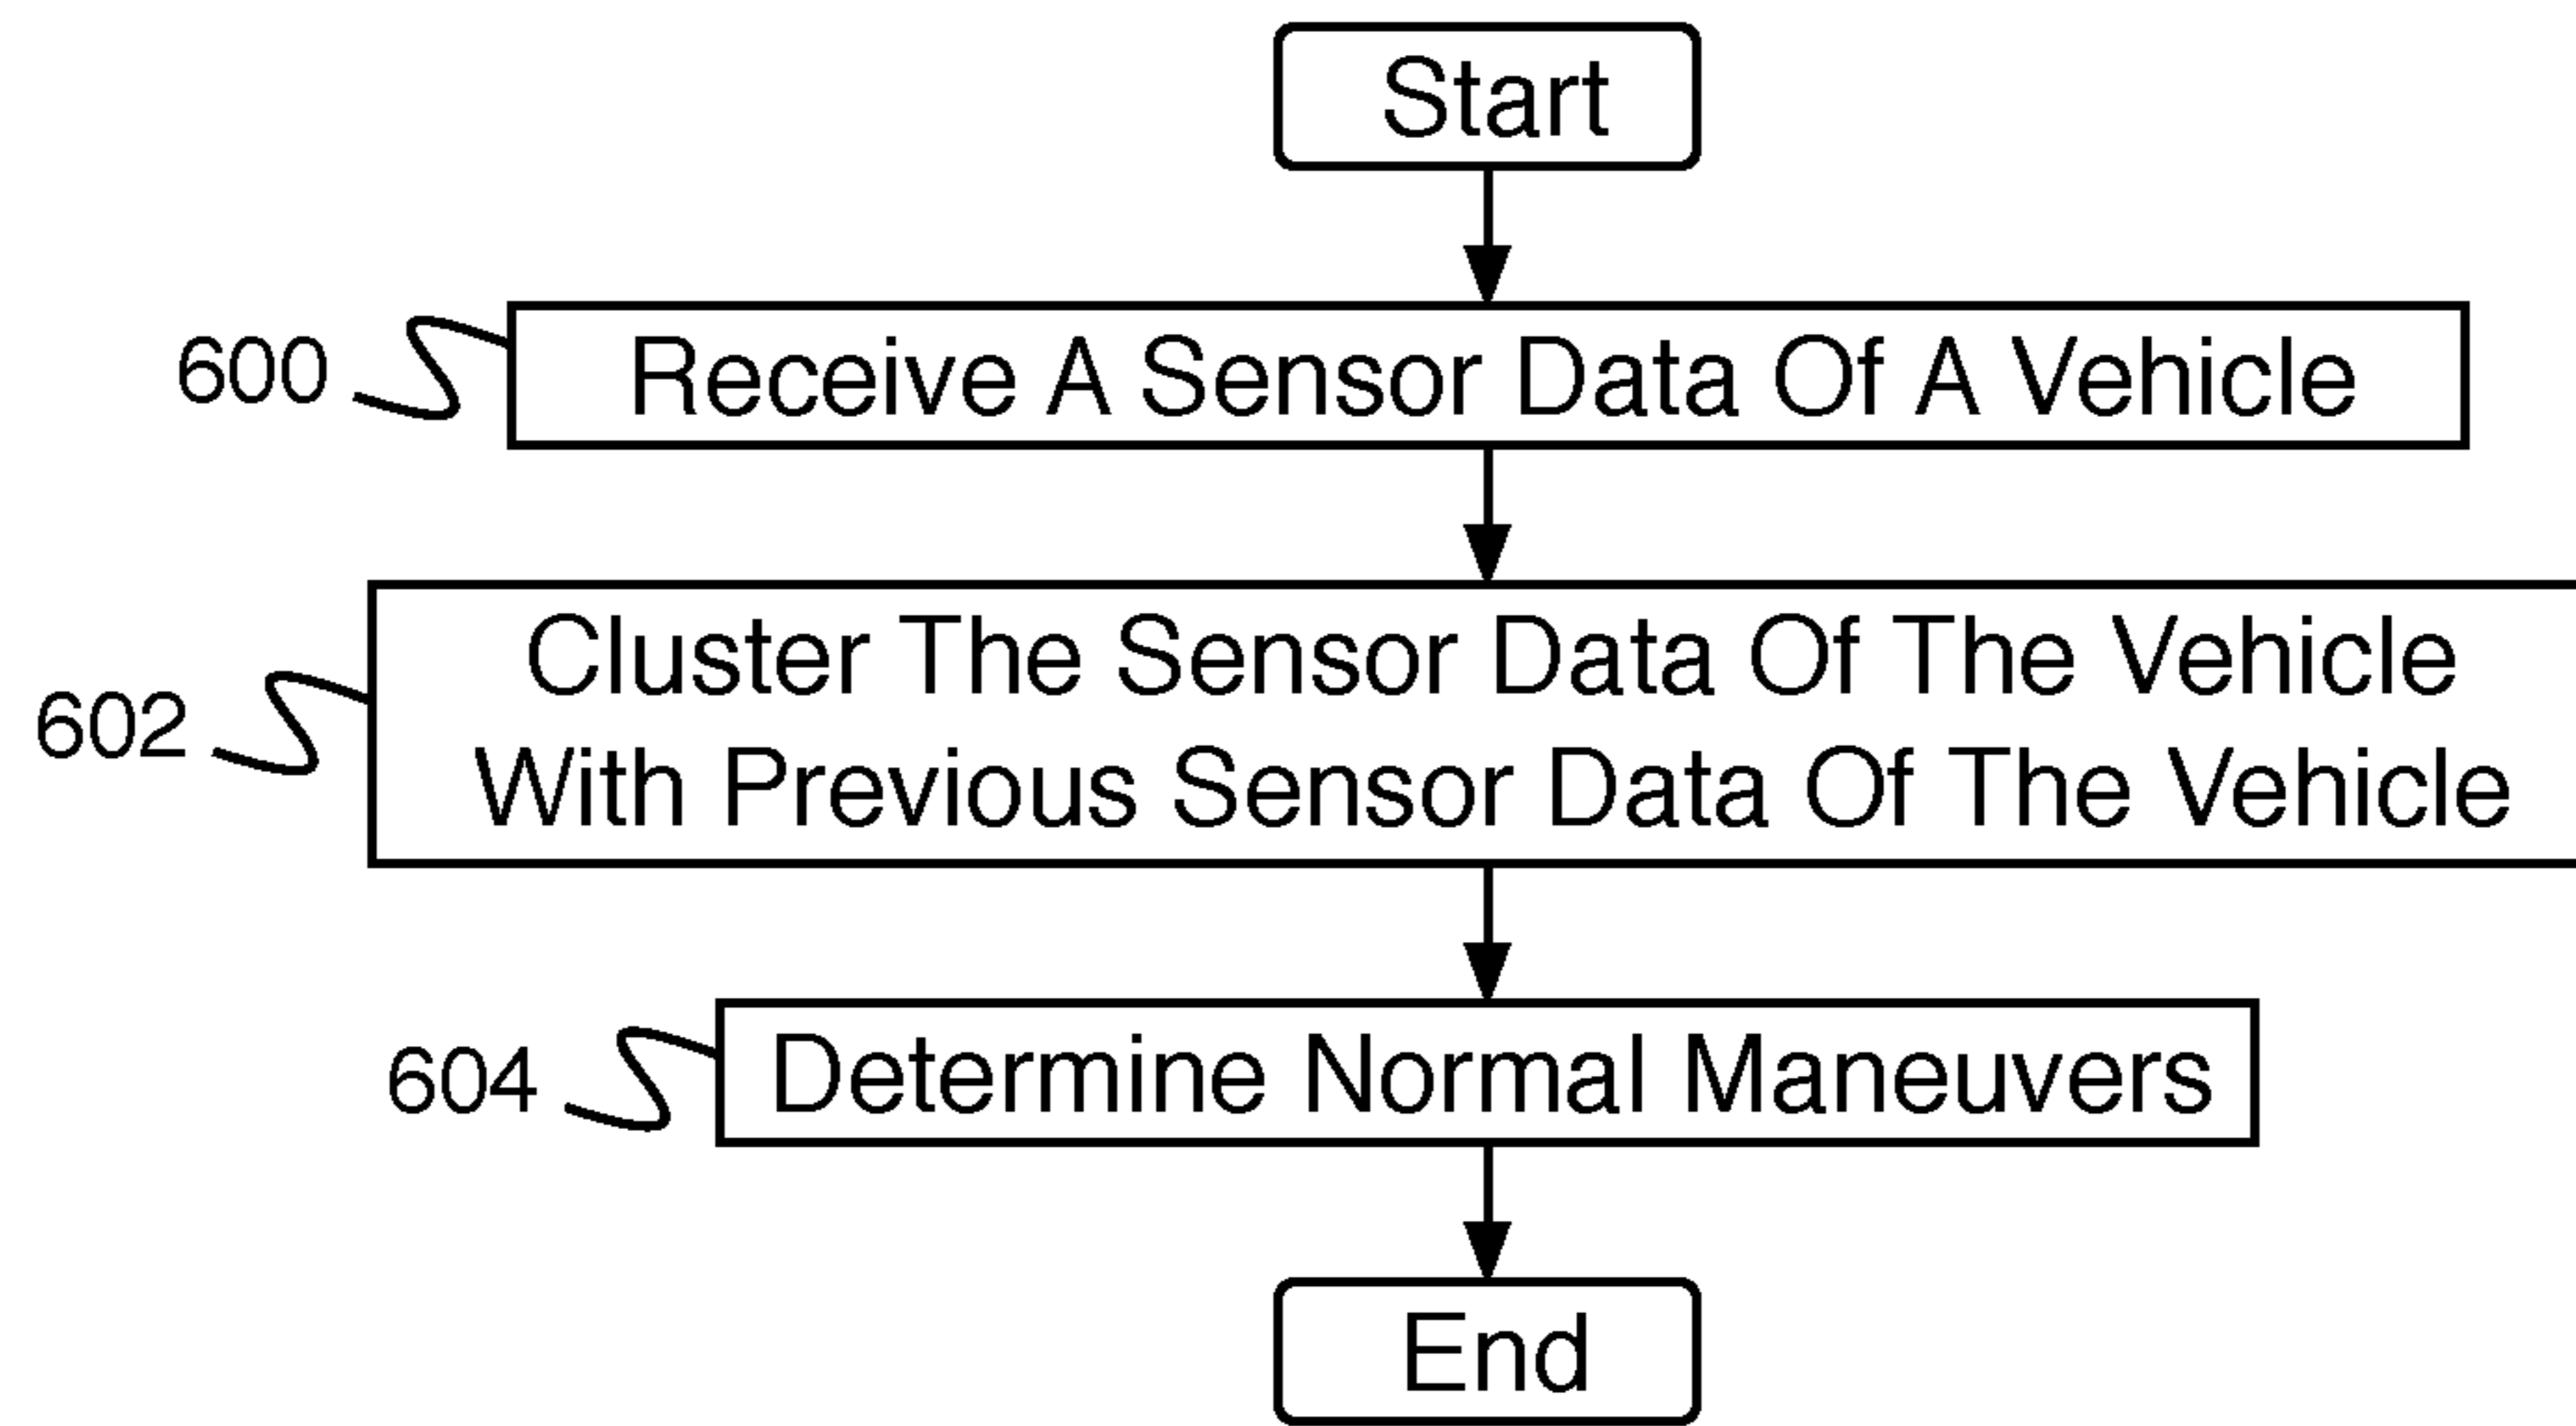 Start
600 Receive A Sensor Data Of A Vehicle
Cluster The Sensor Data Of The Vehicle
602
With Previous Sensor Data Of The Vehicle
604 Determine Normal Maneuvers
End